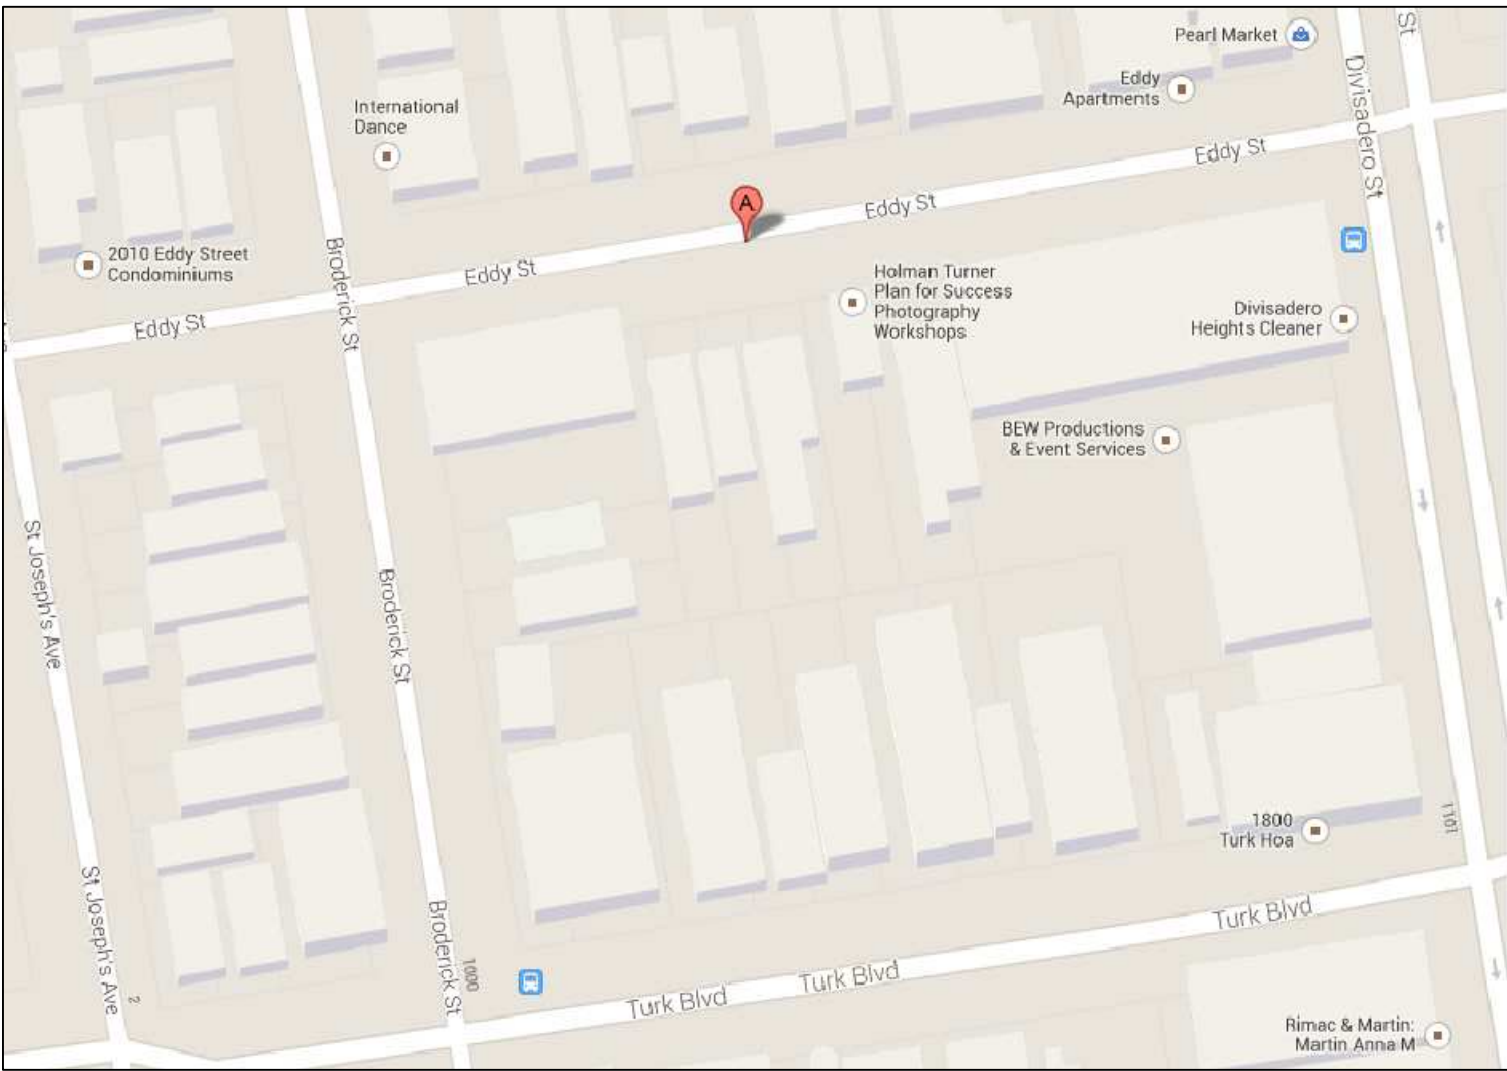 St
Pearl Market
Divisadero St
Eddy
Apartments
International
Dance
Eddy St
Eddy St
A
2010 Eddy Street
Condominiums
Broderick St
Eddy St
Holman Turner
Plan for Success
Photography
Workshops
Divisadero
Heights Cleaner
Eddy St
BEW Productions
& Event Services
St Joseph's Ave
Broderick St
1101
1800
Turk Hoa
St Joseph's Ave
Broderick St
Turk Blvd
1000
2
Turk Blvd
Turk Blvd
Rimac & Martin:
Martin Anna M